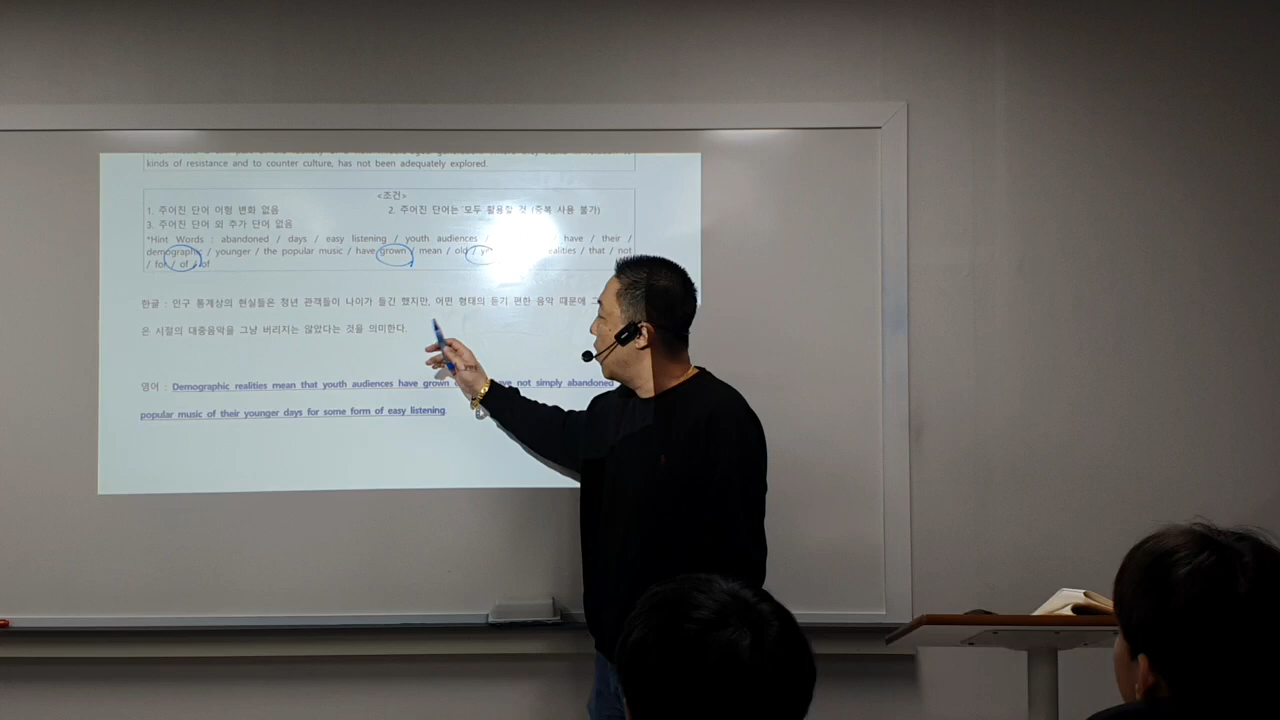 kinds of resistance and to counter culture, has not been adequately explored.
<조건>
1. 주어진 단어 어형 변화 없음 2. 주어진 단어는 모두 활용할 것 (중복 사용 불가)
3. 주어진 단어 외 추가 단어 없음
*Hint Words : abandoned / days / easy listening / youth audiences / have / their /
demographic / younger / the popular music / have grown / mean / old / / that / not
/ for / of / of
한글 : 인구 통계상의 현실들은 청년 관객들이 나이가 들긴 했지만, 어떤 형태의 듣기 편한 음악 때문에
은 시절의 대중음악을 그냥 버리지는 않았다는 것을 의미한다.
영어 : Demographic realities mean that youth audiences have grown not simply abandoned
popular music of their younger days for some form of easy listening.